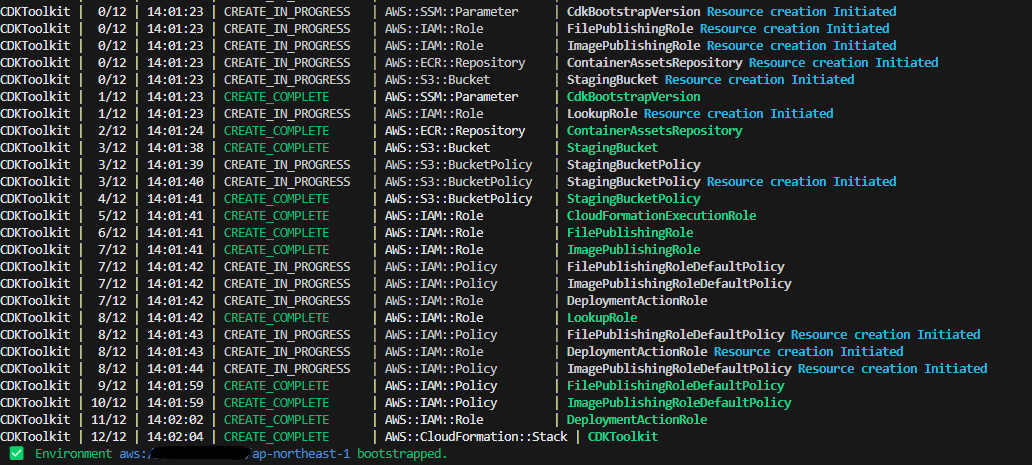 CDKToolkit |  0/12 | 14:01:23 | CREATE_IN_PROGRESS   | AWS::SSM::Parameter     | CdkBootstrapVersion Resource creation Initiated
CDKToolkit |  0/12 | 14:01:23 | CREATE_IN_PROGRESS   | AWS::IAM::Role          | FilePublishingRole Resource creation Initiated
CDKToolkit |  0/12 | 14:01:23 | CREATE_IN_PROGRESS   | AWS::IAM::Role          | ImagePublishingRole Resource creation Initiated
CDKToolkit |  0/12 | 14:01:23 | CREATE_IN_PROGRESS   | AWS::ECR::Repository    | ContainerAssetsRepository Resource creation Initiated
CDKToolkit |  0/12 | 14:01:23 | CREATE_IN_PROGRESS   | AWS::S3::Bucket         | StagingBucket Resource creation Initiated
CDKToolkit |  1/12 | 14:01:23 | CREATE_COMPLETE      | AWS::SSM::Parameter     | CdkBootstrapVersion
CDKToolkit |  1/12 | 14:01:23 | CREATE_IN_PROGRESS   | AWS::IAM::Role          | LookupRole Resource creation Initiated
CDKToolkit |  2/12 | 14:01:24 | CREATE_COMPLETE      | AWS::ECR::Repository    | ContainerAssetsRepository
CDKToolkit |  3/12 | 14:01:38 | CREATE_COMPLETE      | AWS::S3::Bucket         | StagingBucket
CDKToolkit |  3/12 | 14:01:39 | CREATE_IN_PROGRESS   | AWS::S3::BucketPolicy   | StagingBucketPolicy
CDKToolkit |  3/12 | 14:01:40 | CREATE_IN_PROGRESS   | AWS::S3::BucketPolicy   | StagingBucketPolicy Resource creation Initiated
CDKToolkit |  4/12 | 14:01:41 | CREATE_COMPLETE      | AWS::S3::BucketPolicy   | StagingBucketPolicy
CDKToolkit |  5/12 | 14:01:41 | CREATE_COMPLETE      | AWS::IAM::Role          | CloudFormationExecutionRole
CDKToolkit |  6/12 | 14:01:41 | CREATE_COMPLETE      | AWS::IAM::Role          | FilePublishingRole
CDKToolkit |  7/12 | 14:01:41 | CREATE_COMPLETE      | AWS::IAM::Role          | ImagePublishingRole
CDKToolkit |  7/12 | 14:01:42 | CREATE_IN_PROGRESS   | AWS::IAM::Policy        | FilePublishingRoleDefaultPolicy
CDKToolkit |  7/12 | 14:01:42 | CREATE_IN_PROGRESS   | AWS::IAM::Policy        | ImagePublishingRoleDefaultPolicy
CDKToolkit |  7/12 | 14:01:42 | CREATE_IN_PROGRESS   | AWS::IAM::Role          | DeploymentActionRole
CDKToolkit |  8/12 | 14:01:42 | CREATE_COMPLETE      | AWS::IAM::Role          | LookupRole
CDKToolkit |  8/12 | 14:01:43 | CREATE_IN_PROGRESS   | AWS::IAM::Policy        | FilePublishingRoleDefaultPolicy Resource creation Initiated
CDKToolkit |  8/12 | 14:01:43 | CREATE_IN_PROGRESS   | AWS::IAM::Role          | DeploymentActionRole Resource creation Initiated
CDKToolkit |  8/12 | 14:01:44 | CREATE_IN_PROGRESS   | AWS::IAM::Policy        | ImagePublishingRoleDefaultPolicy Resource creation Initiated
CDKToolkit |  9/12 | 14:01:59 | CREATE_COMPLETE      | AWS::IAM::Policy        | FilePublishingRoleDefaultPolicy
CDKToolkit | 10/12 | 14:01:59 | CREATE_COMPLETE      | AWS::IAM::Policy        | ImagePublishingRoleDefaultPolicy
CDKToolkit | 11/12 | 14:02:02 | CREATE_COMPLETE      | AWS::IAM::Role          | DeploymentActionRole
CDKToolkit | 12/12 | 14:02:04 | CREATE_COMPLETE      | AWS::CloudFormation::Stack | CDKToolkit
✅ Environment aws:/ /ap-northeast-1 bootstrapped.